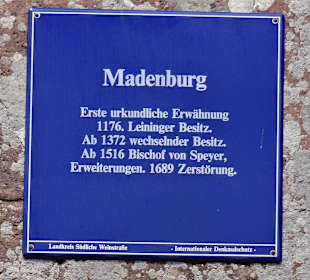 Madenburg
Erste urkundliche Erwähnung
1176. Leininger Besitz.
Ab 1372 wechselnder Besitz.
Ab 1516 Bischof von Speyer,
Erweiterungen. 1689 Zerstörung.
Landkreis Südliche Weinstraße
- Internationaler Denkmalschutz -